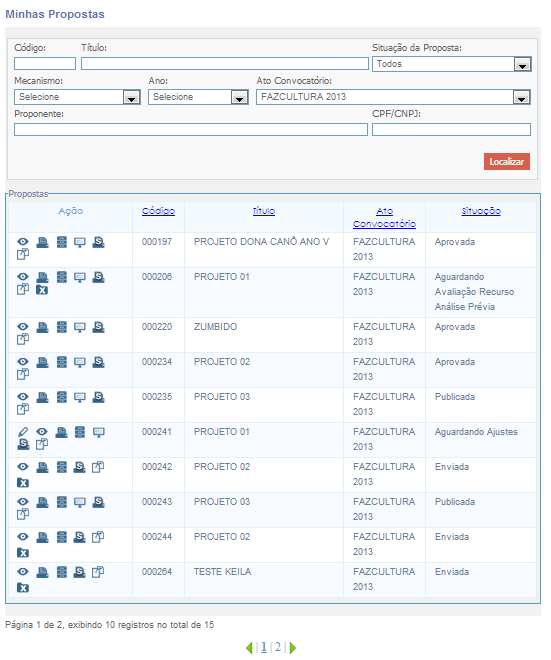 Minhas Propostas
Código: Título: Situação da Proposta:
Todos
Mecanismo: Ano: Ato Convocatório:
Selecione Selecione FAZCULTURA 2013
Proponente: CPF/CNPJ:
Localizar
Propostas
Ação Código Título Ato Convocatório Situação
000197 PROJETO DONA CANÔ ANO V FAZCULTURA 2013 Aprovada
000206 PROJETO 01 FAZCULTURA 2013 Aguardando Avaliação Recurso Análise Prévia
000220 ZUMBIDO FAZCULTURA 2013 Aprovada
000234 PROJETO 02 FAZCULTURA 2013 Aprovada
000235 PROJETO 03 FAZCULTURA 2013 Publicada
000241 PROJETO 01 FAZCULTURA 2013 Aguardando Ajustes
000242 PROJETO 02 FAZCULTURA 2013 Enviada
000243 PROJETO 03 FAZCULTURA 2013 Publicada
000244 PROJETO 02 FAZCULTURA 2013 Enviada
000264 TESTE KEILA FAZCULTURA 2013 Enviada
Página 1 de 2, exibindo 10 registros no total de 15
| 1 | 2 |